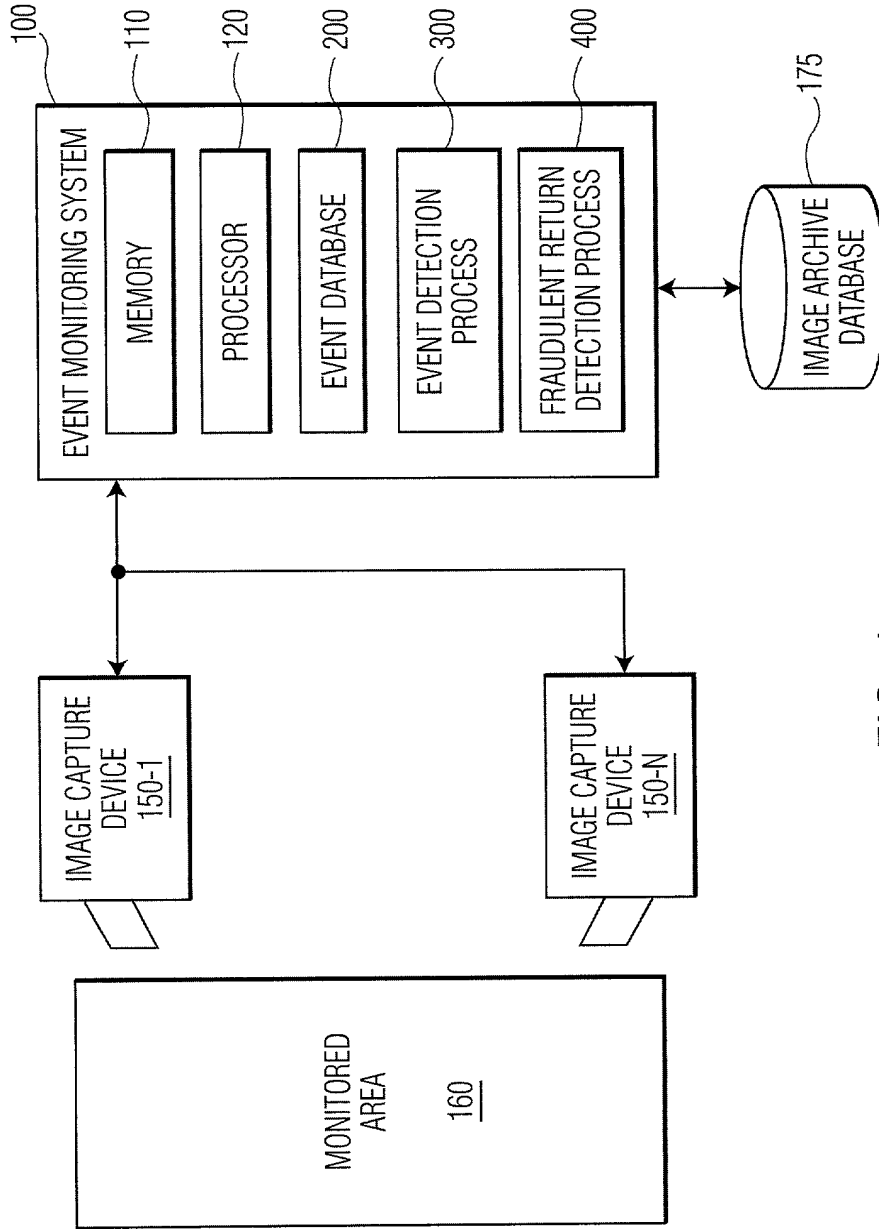 EVENT MONITORING SYSTEM
100
MEMORY
110
PROCESSOR
120
EVENT DATABASE
200
EVENT DETECTION
PROCESS
300
FRAUDULENT RETURN
DETECTION PROCESS
400
IMAGE CAPTURE
DEVICE
150-1
IMAGE CAPTURE
DEVICE
150-N
MONITORED
AREA
160
IMAGE ARCHIVE
DATABASE
175